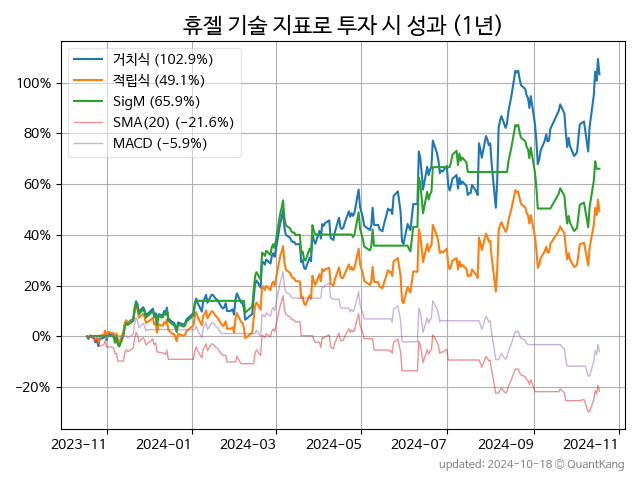 휴젤 기술 지표로 투자 시 성과 (1년)
거치식 (102.9%)
적립식 (49.1%)
SigM (65.9%)
SMA(20) (−21.6%)
MACD (−5.9%)
100%
80%
60%
40%
20%
0%
−20%
2023-11 2024-01 2024-03 2024-05 2024-07 2024-09 2024-11
updated: 2024-10-18 © QuantKang